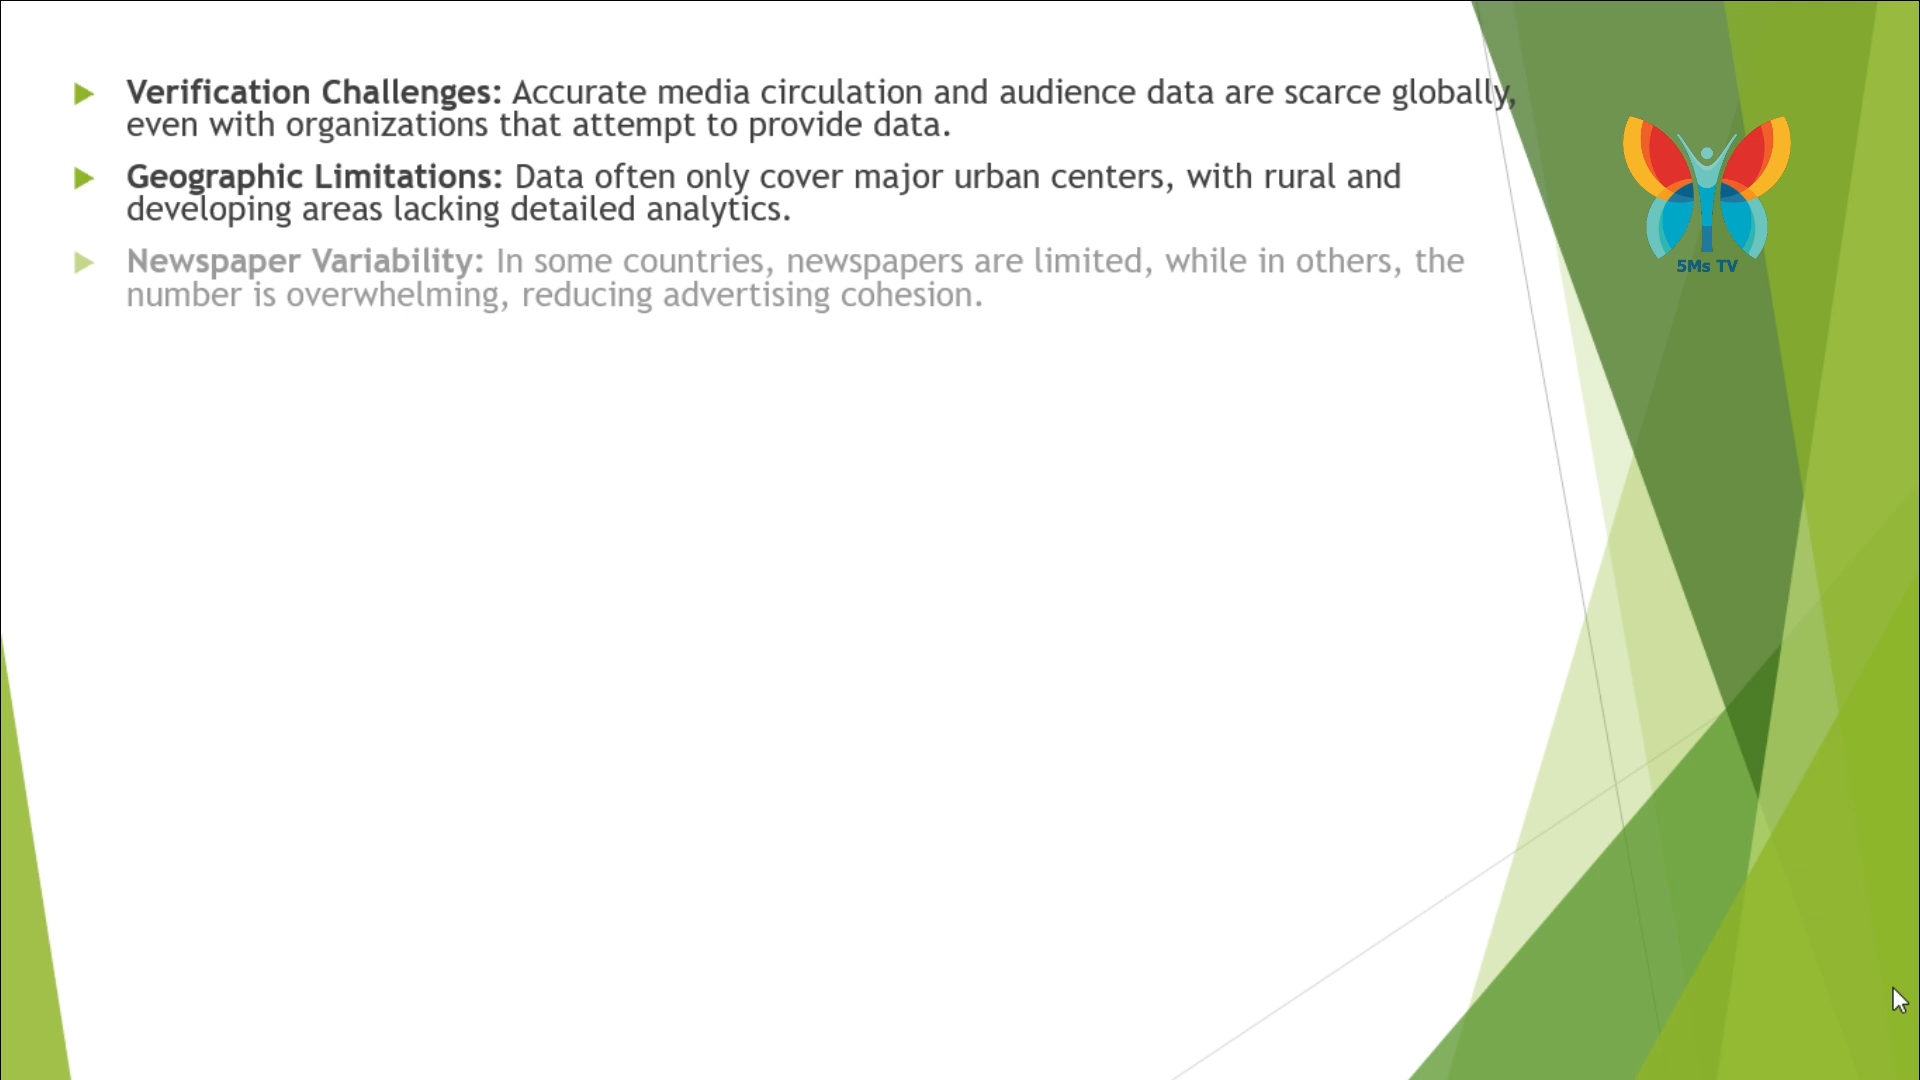 Verification Challenges: Accurate media circulation and audience data are scarce globally,
even with organizations that attempt to provide data.
Geographic Limitations: Data often only cover major urban centers, with rural and
developing areas lacking detailed analytics.
Newspaper Variability: In some countries, newspapers are limited, while in others, the
number is overwhelming, reducing advertising cohesion.
5Ms TV